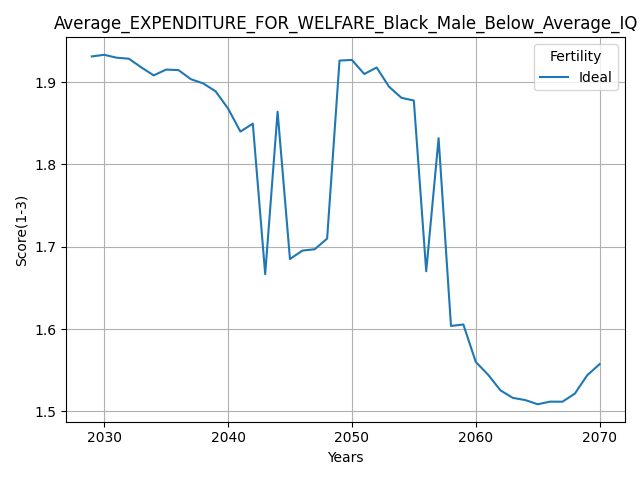 Average_EXPENDITURE_FOR_WELFARE_Black_Male_Below_Average_IQ
Fertility
Ideal
1.9
1.8
1.7
1.6
1.5
Score(1-3)
2030 2040 2050 2060 2070
Years